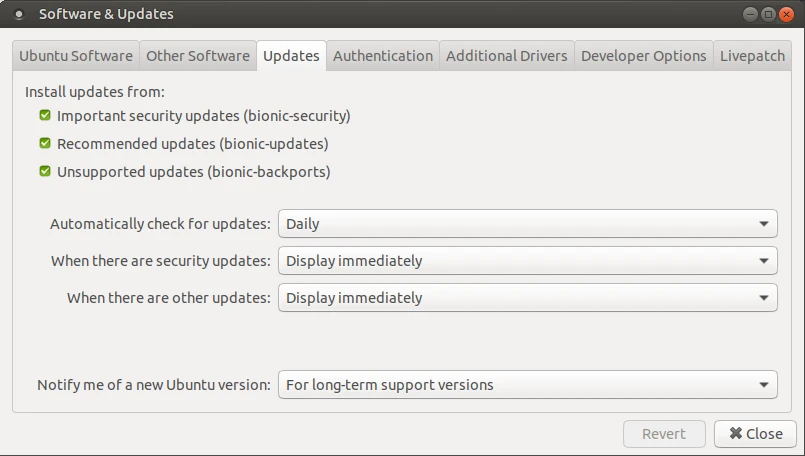 Software & Updates
Ubuntu Software Other Software Updates Authentication Additional Drivers Developer Options Livepatch
Install updates from:
Important security updates (bionic-security)
Recommended updates (bionic-updates)
Unsupported updates (bionic-backports)
Automatically check for updates: Daily
When there are security updates: Display immediately
When there are other updates: Display immediately
Notify me of a new Ubuntu version: For long-term support versions
Revert Close